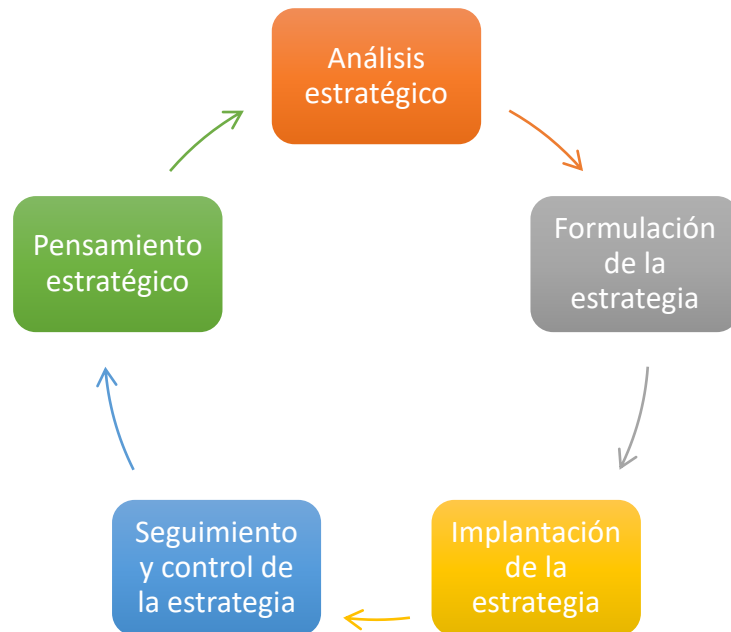 Análisis
estratégico
Formulación
de la
estrategia
Implantación
de la
estrategia
Seguimiento
y control de
la estrategia
Pensamiento
estratégico